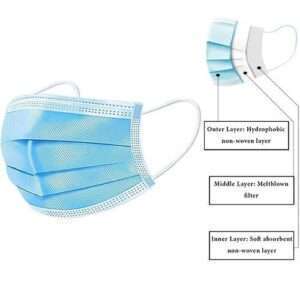 Outer Layer: Hydrophobic
non-woven layer
Middle Layer: Meltblown
filter
Inner Layer: Soft absorbent
non-woven layer